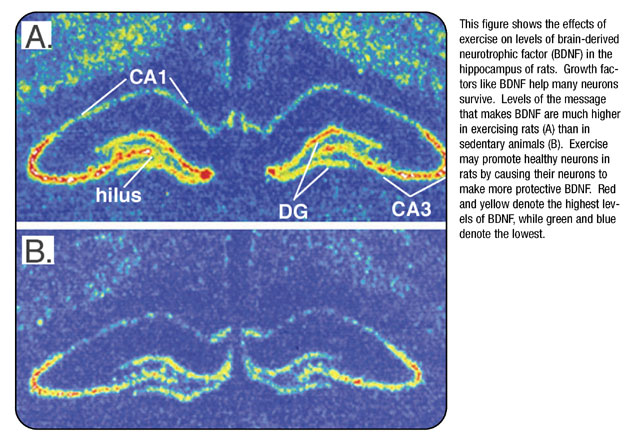 A.
CA1
hilus
DG
CA3
B.
This figure shows the effects of
exercise on levels of brain-derived
neurotrophic factor (BDNF) in the
hippocampus of rats. Growth fac-
tors like BDNF help many neurons
survive. Levels of the message
that makes BDNF are much higher
in exercising rats (A) than in
sedentary animals (B). Exercise
may promote healthy neurons in
rats by causing their neurons to
make more protective BDNF. Red
and yellow denote the highest lev-
els of BDNF, while green and blue
denote the lowest.